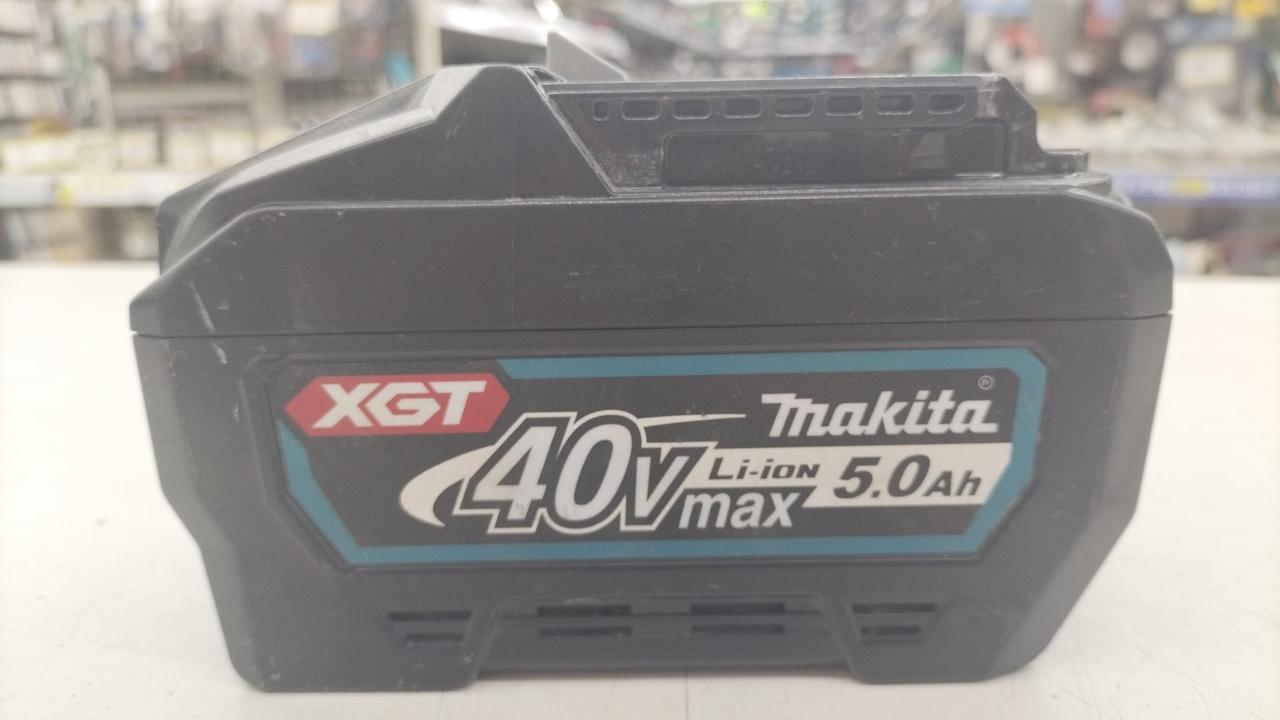 XGT
makita®
40V max
Li-ion 5.0Ah